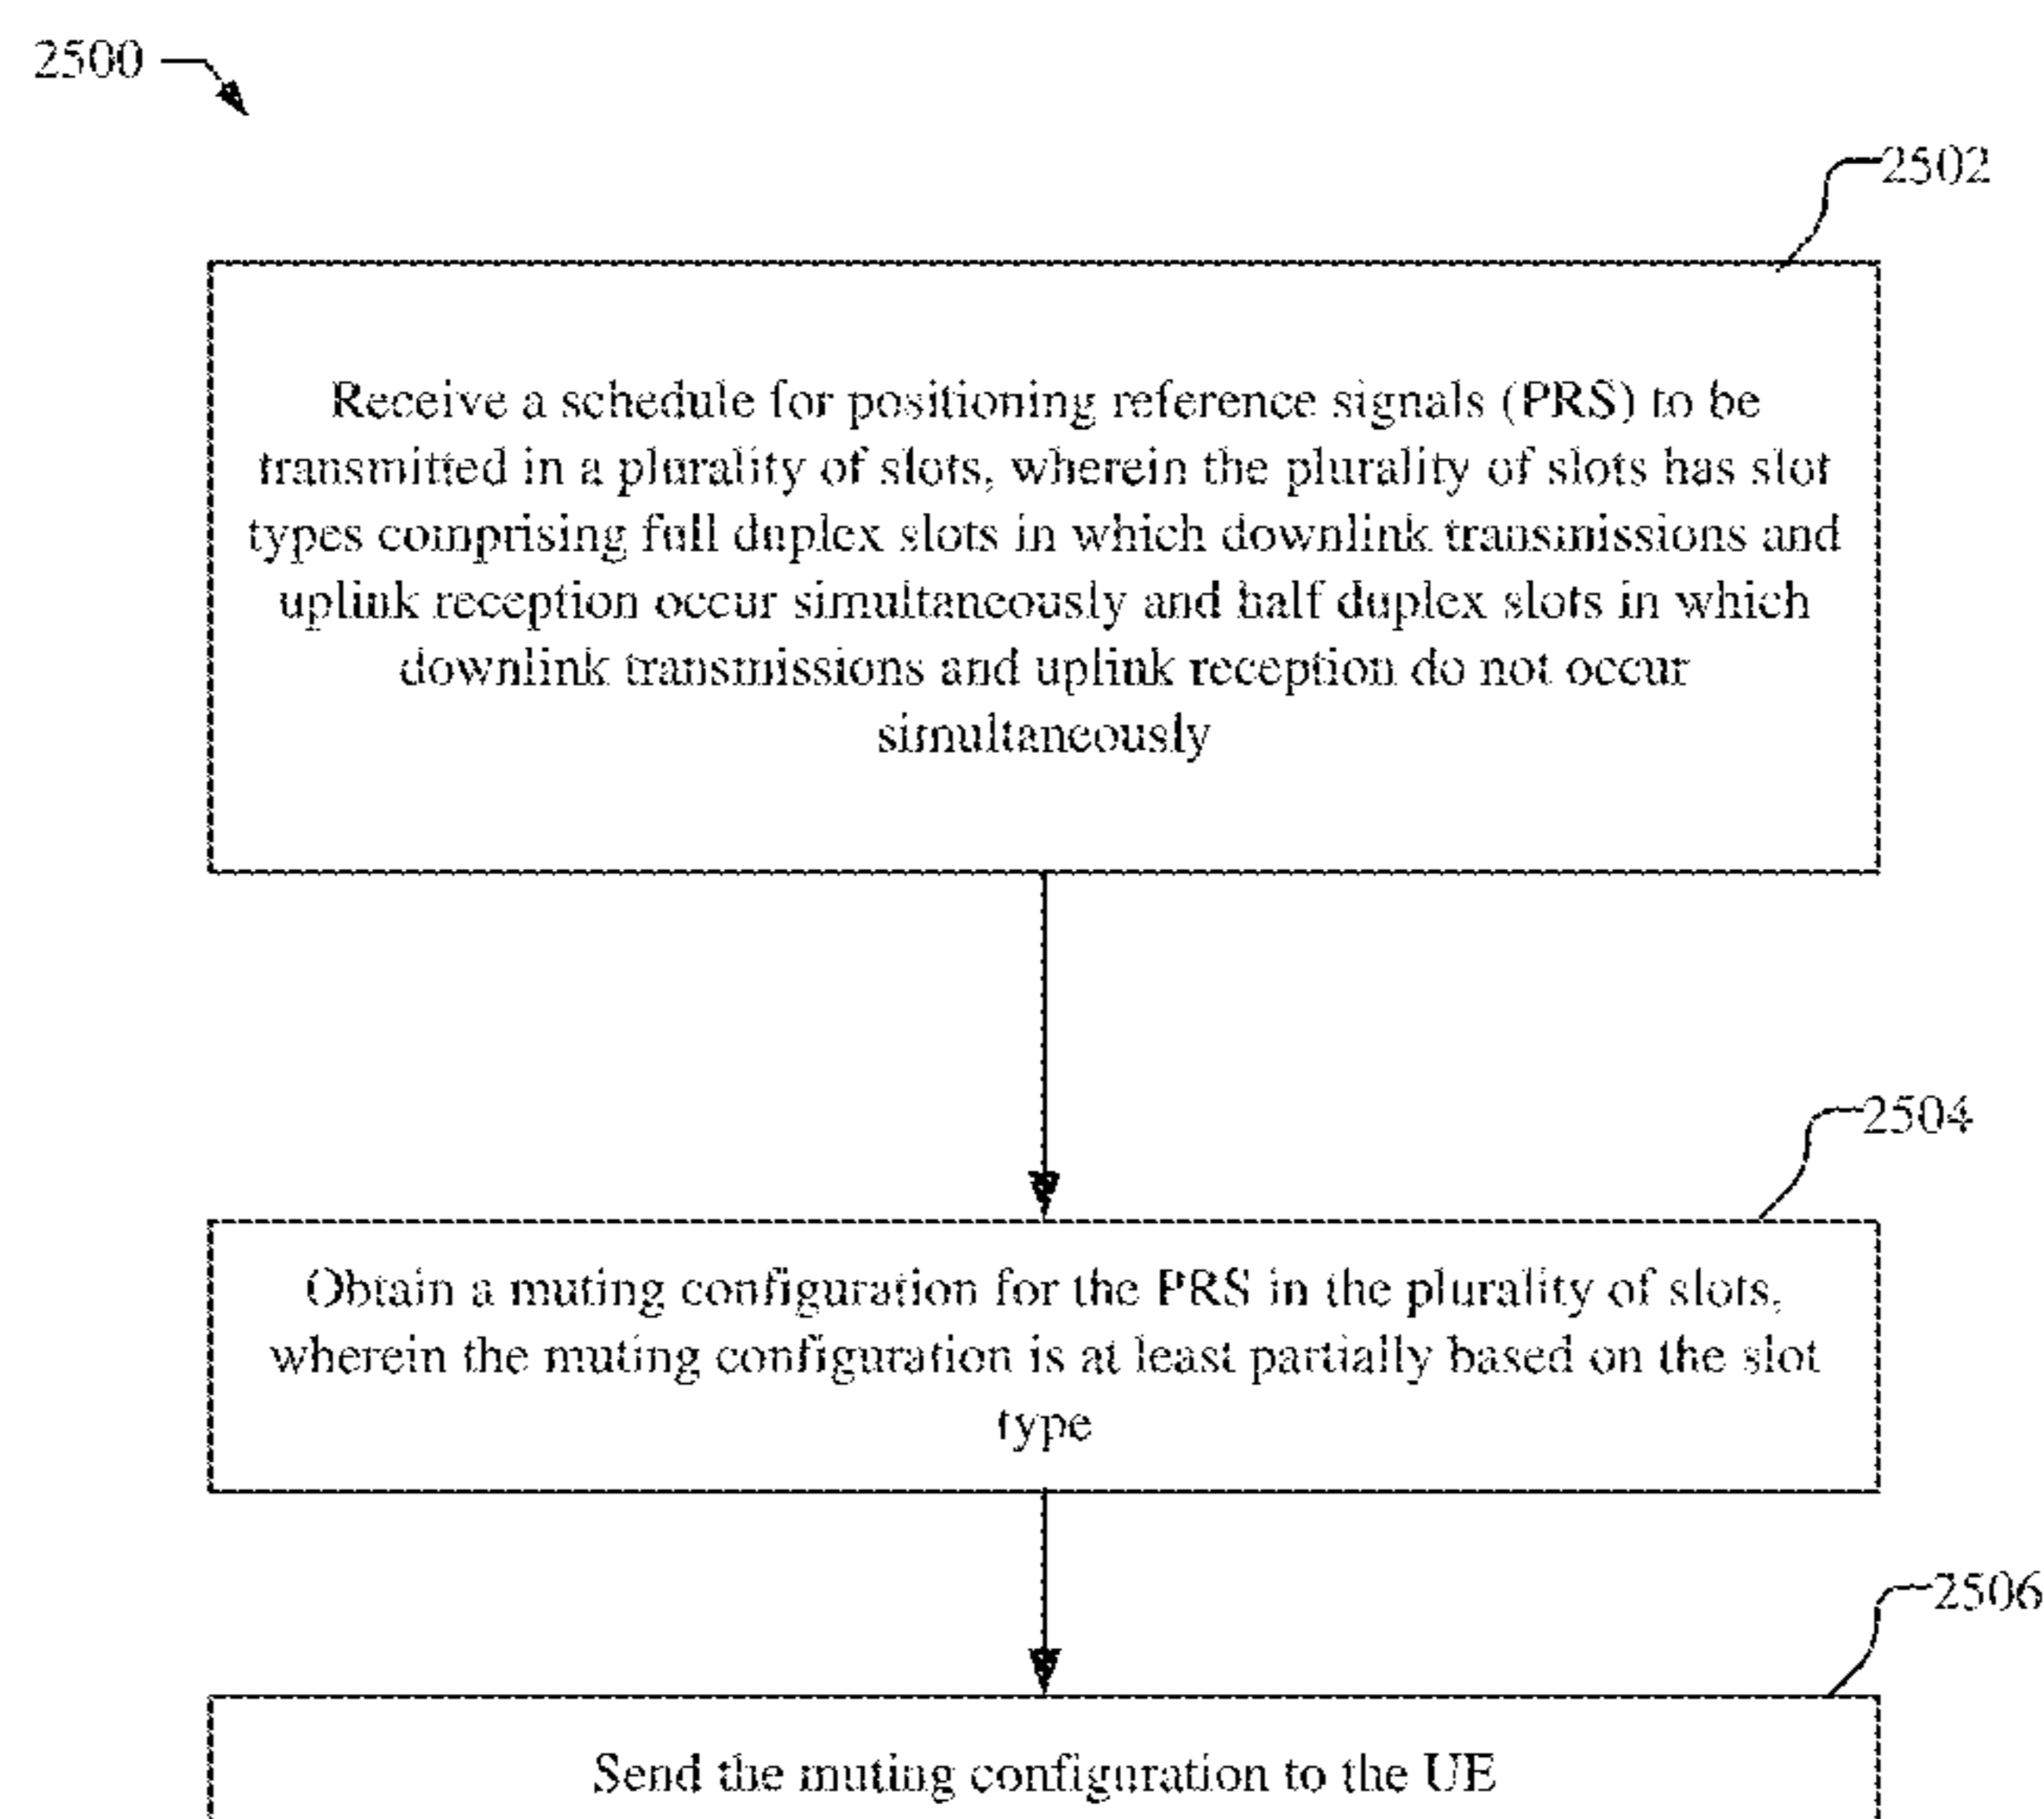 2500
2502
Receive a schedule for positioning reference signals (PRS) to be
transmitted in a plurality of slots, wherein the plurality of slots has slot
types comprising full duplex slots in which downlink transmissions and
uplink reception occur simultaneously and half duplex slots in which
downlink transmissions and uplink reception do not occur
simultaneously
2504
Obtain a muting configuration for the PRS in the plurality of slots,
wherein the muting configuration is at least partially based on the slot
type
2506
Send the muting configuration to the UE